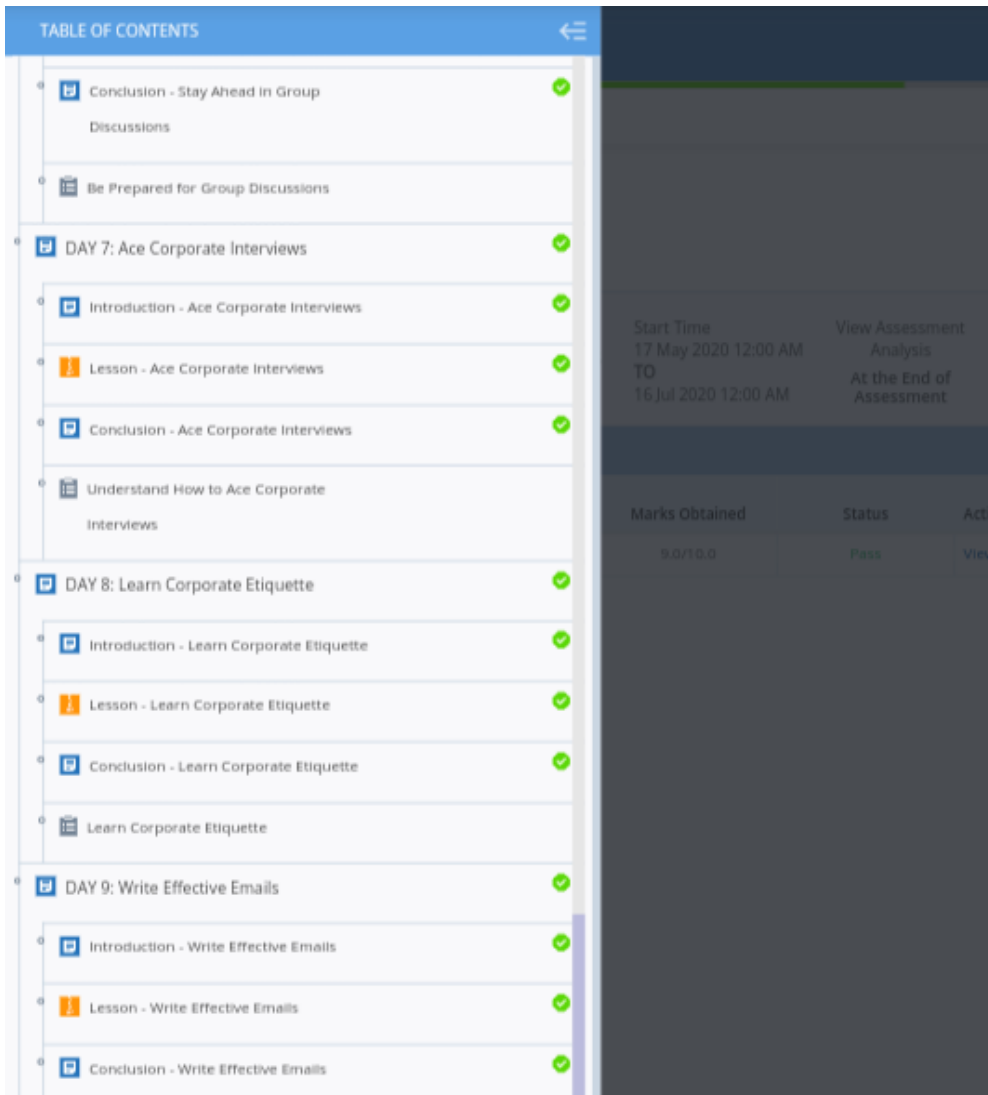 TABLE OF CONTENTS
Conclusion - Stay Ahead in Group
Discussions
Be Prepared for Group Discussions
DAY 7: Ace Corporate Interviews
Introduction - Ace Corporate Interviews
Lesson - Ace Corporate Interviews
Conclusion - Ace Corporate Interviews
Understand How to Ace Corporate
Interviews
DAY 8: Learn Corporate Etiquette
Introduction - Learn Corporate Etiquette
Lesson - Learn Corporate Etiquette
Conclusion - Learn Corporate Etiquette
Learn Corporate Etiquette
DAY 9: Write Effective Emails
Introduction - Write Effective Emails
Lesson - Write Effective Emails
Conclusion - Write Effective Emails
Start Time
17 May 2020 12:00 AM
TO
16 Jul 2020 12:00 AM
View Assessment
Analysis
At the End of
Assessment
Marks Obtained Status
9.0/10.0 Pass